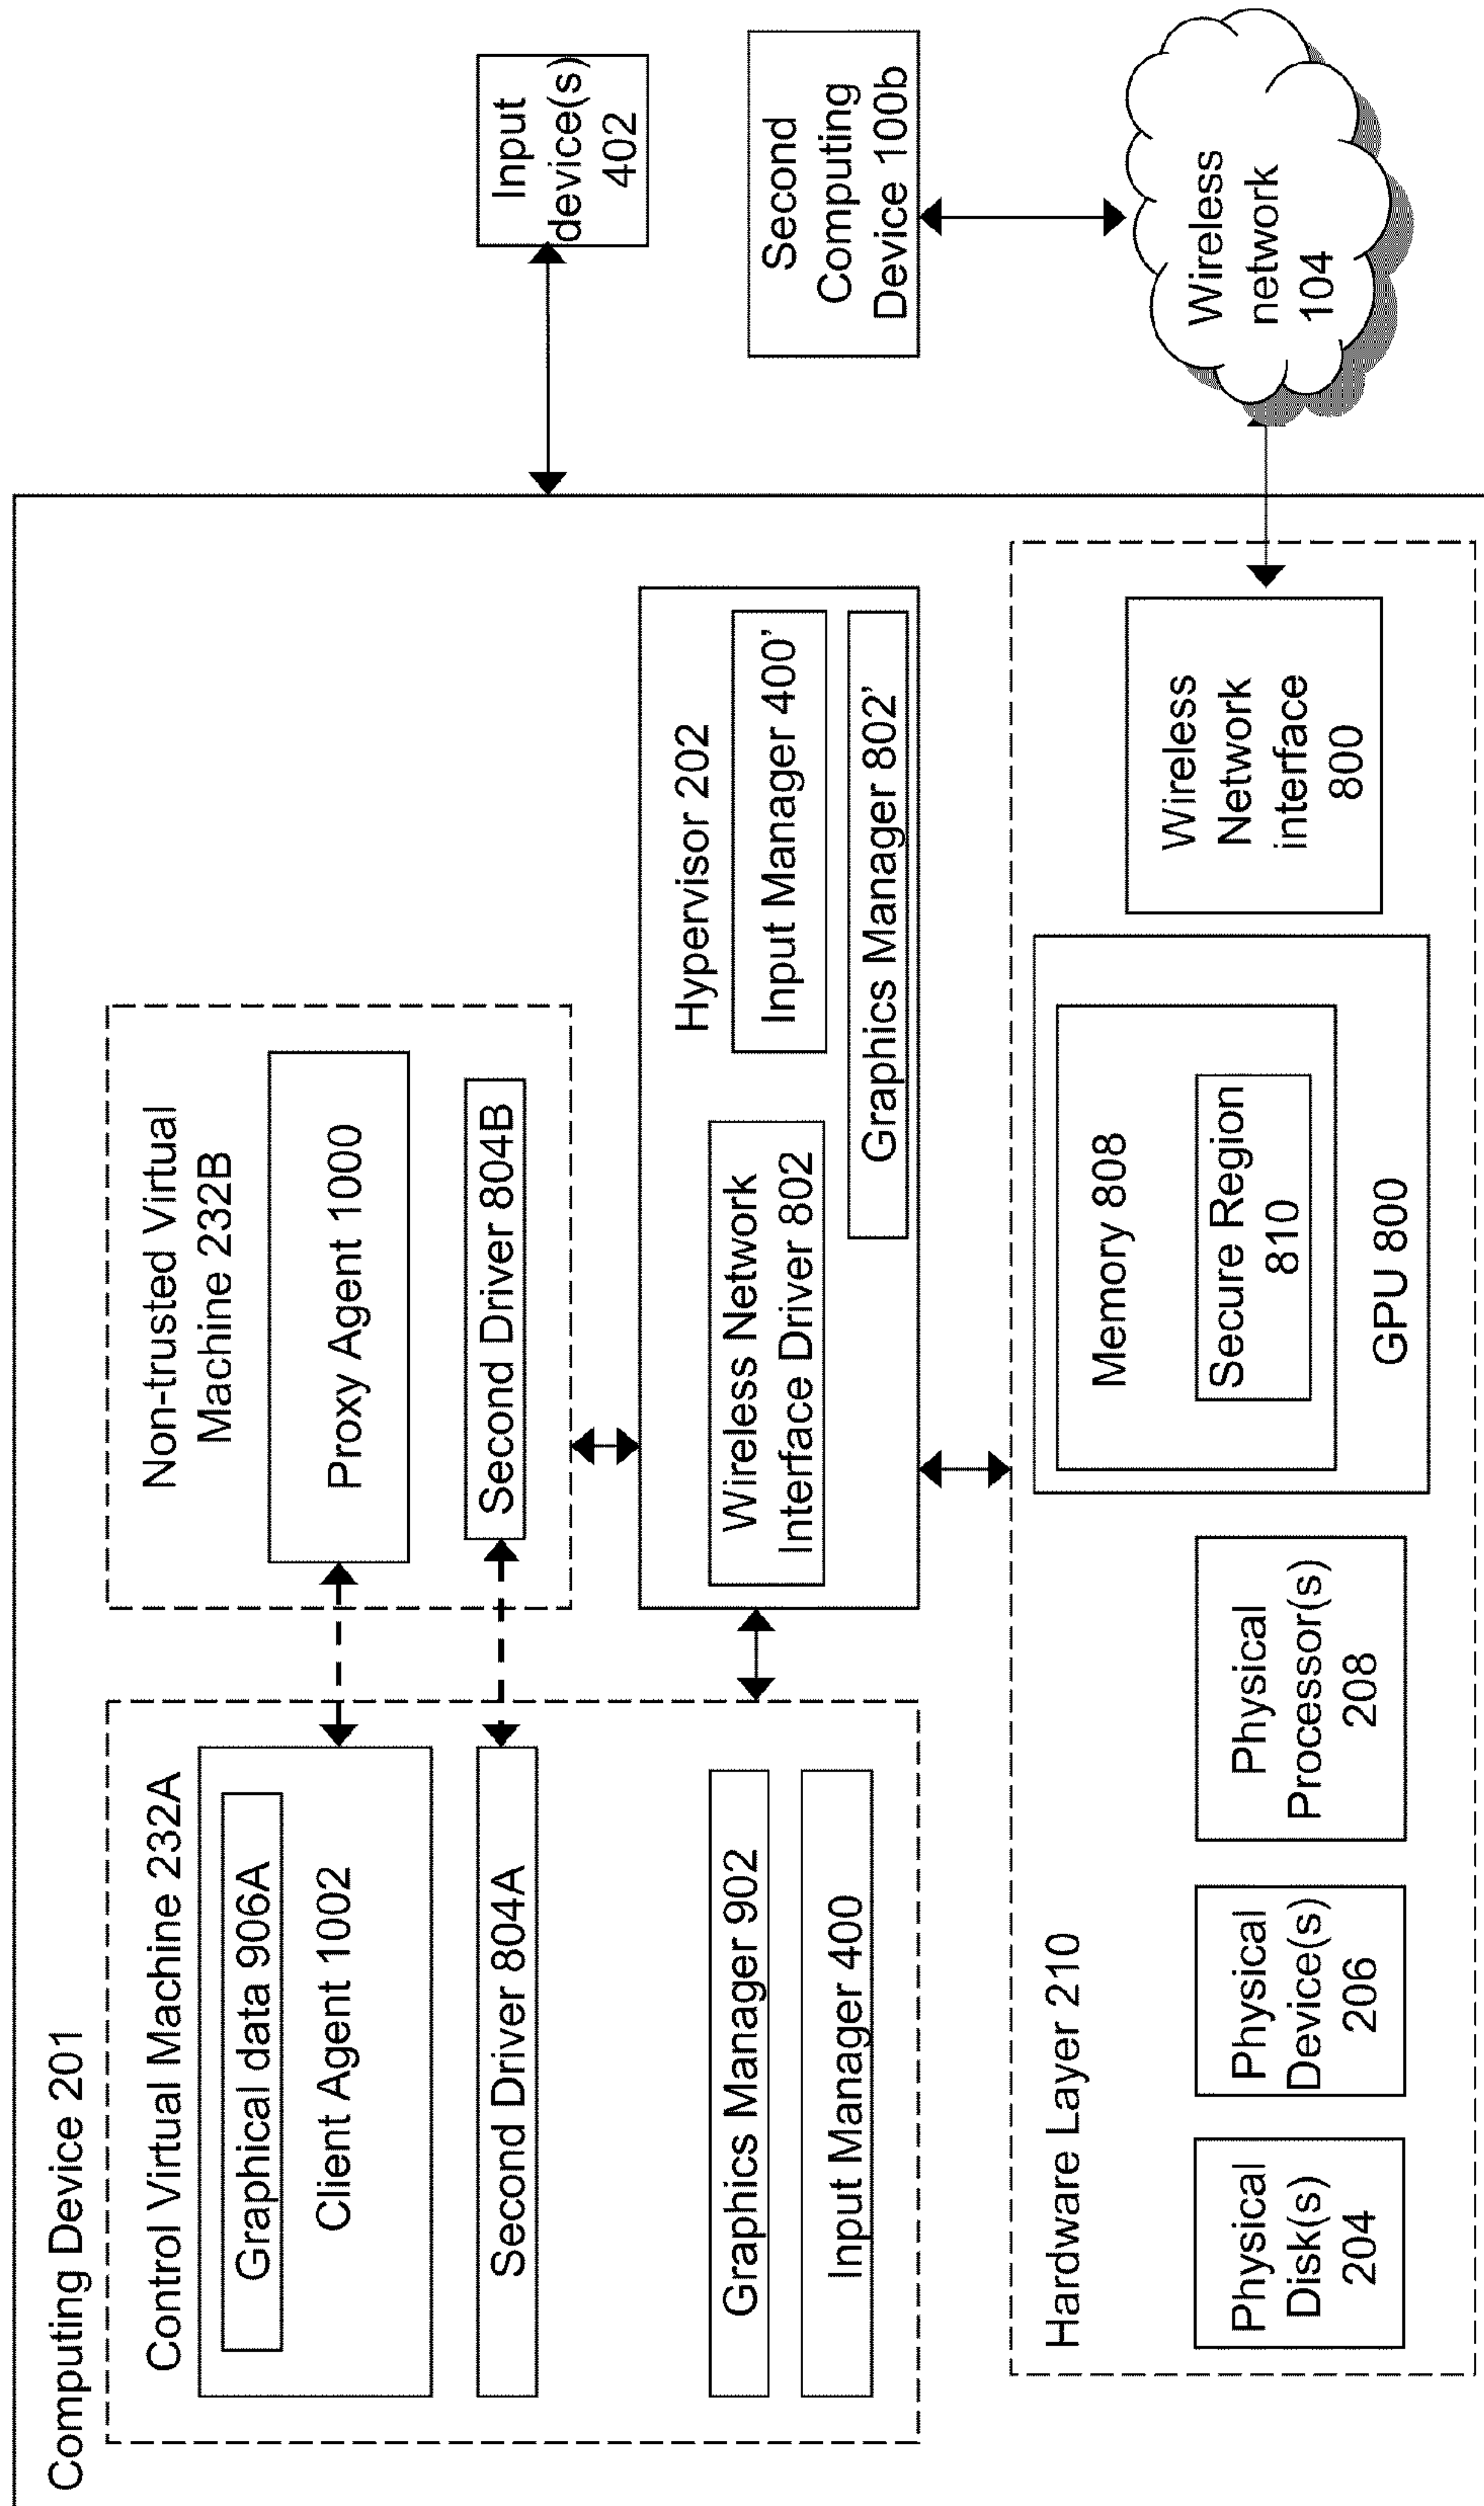 Computing Device 201
Control Virtual Machine 232A
Graphical data 906A
Client Agent 1002
Second Driver 804A
Graphics Manager 902
Input Manager 400
Non-trusted Virtual
Machine 232B
Proxy Agent 1000
Second Driver 804B
Hypervisor 202
Wireless Network
Interface Driver 802
Input Manager 400'
Graphics Manager 802'
Input
device(s)
402
Second
Computing
Device 100b
Wireless
network
104
Hardware Layer 210
Physical
Disk(s)
204
Physical
Device(s)
206
Physical
Processor(s)
208
Memory 808
Secure Region
810
GPU 800
Wireless
Network
interface
800